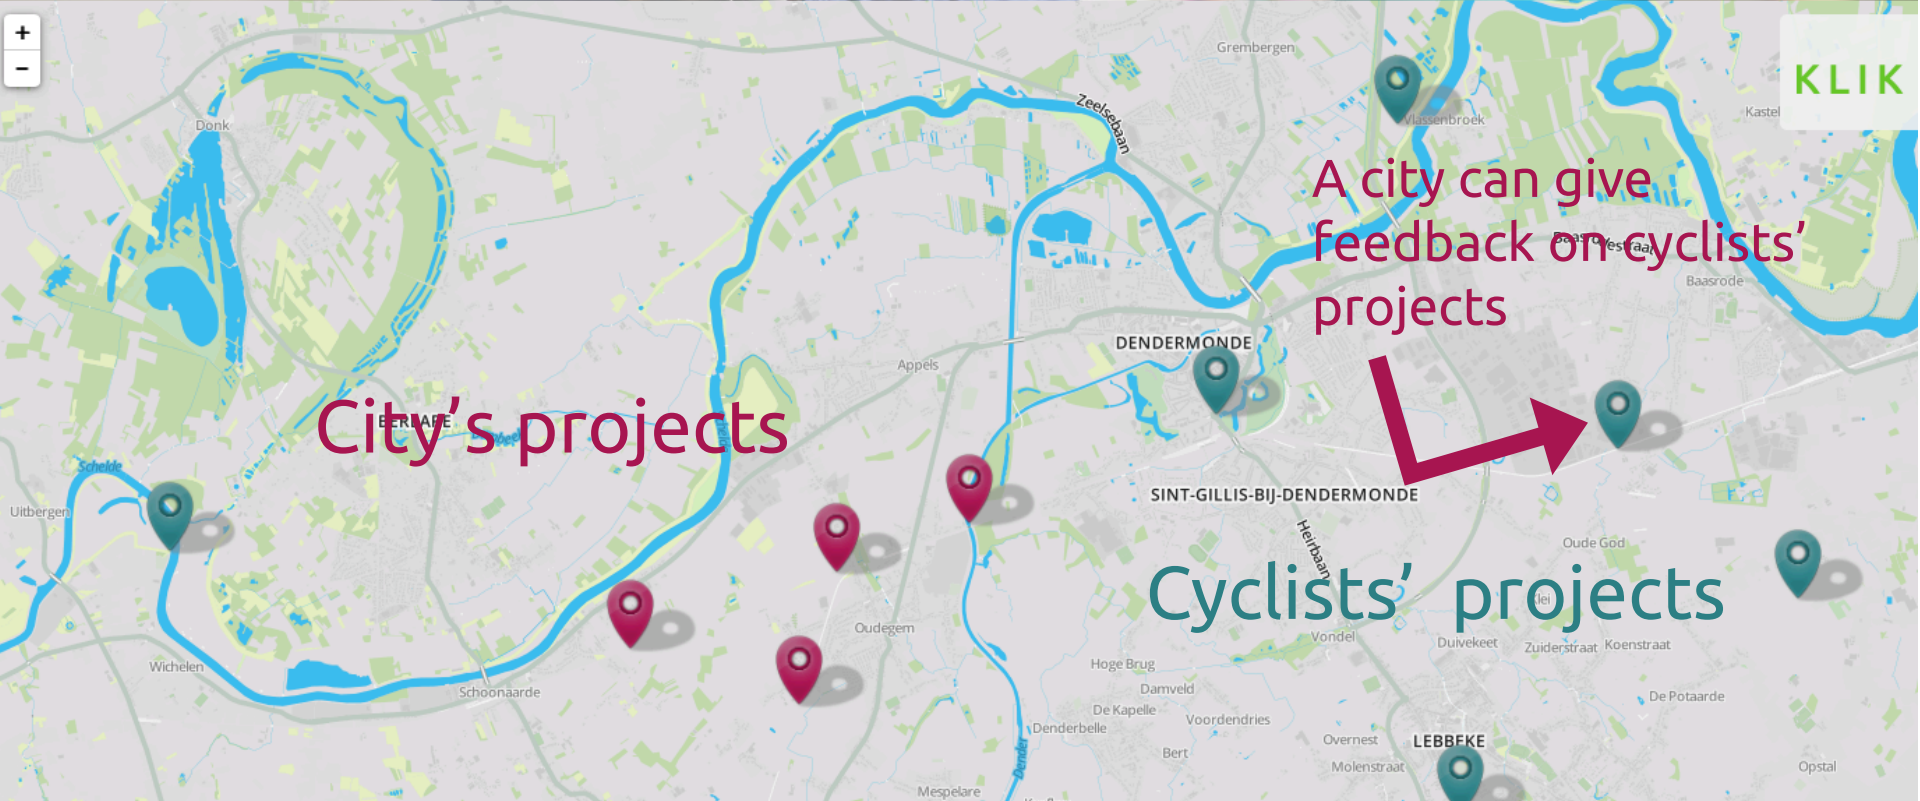 +
−
Grembergen
KLIK
Zeelsebaan
Donk
Vlassenbroek
Kastel
A city can give
feedback on cyclists’
projects
Baasrode
DENDERMONDE
Appels
City’s projects
BERLARE
Schelde
SINT-GILLIS-BIJ-DENDERMONDE
Uitbergen
Heirbaan
Oude God
Cyclists’ projects
Klei
Oudegem
Vondel
Duivekeet
Zuiderstraat
Koenstraat
Wichelen
Hoge Brug
Schoonaarde
Damveld
De Potaarde
De Kapelle
Voordendries
Denderbelle
Overnest
LEBBEKE
Bert
Dender
Molenstraat
Opstal
Mespelare